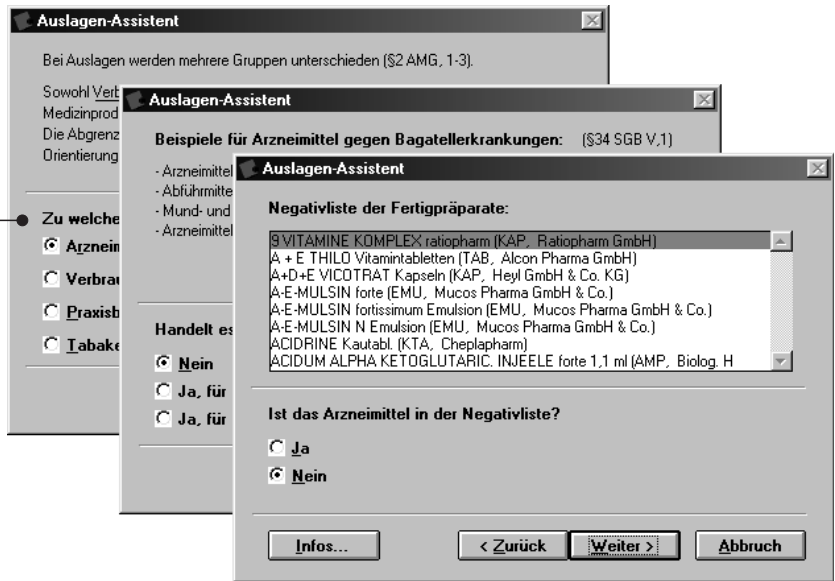 Auslagen-Assistent
Bei Auslagen werden mehrere Gruppen unterschieden (§2 AMG, 1-3).
Sowohl Verb
Medizinprod
Die Abgrenz
Orientierung
Zu welche
Arzneim
Verbrau
Praxisb
Tabake
Auslagen-Assistent
Beispiele für Arzneimittel gegen Bagatellerkrankungen: (§34 SGB V,1)
- Arzneimittel
- Abführmitte
- Mund- und
- Arzneimittel
Handelt es
Nein
Ja, für
Ja, für
Auslagen-Assistent
Negativliste der Fertigpräparate:
9 VITAMINE KOMPLEX ratiopharm (KAP, Ratiopharm GmbH)
A + E THILO Vitamintabletten (TAB, Alcon Pharma GmbH)
A+D+E VICOTRAT Kapseln (KAP, Heyl GmbH & Co. KG)
A-E-MULSIN forte (EMU, Mucos Pharma GmbH & Co.)
A-E-MULSIN fortissimum Emulsion (EMU, Mucos Pharma GmbH & Co.)
A-E-MULSIN N Emulsion (EMU, Mucos Pharma GmbH & Co.)
ACIDRINE Kautabl. (KTA, Cheplapharm)
ACIDUM ALPHA KETOGLUTARIC. INJEELE forte 1,1 ml (AMP, Biolog. H
Ist das Arzneimittel in der Negativliste?
Ja
Nein
Infos... < Zurück Weiter > Abbruch